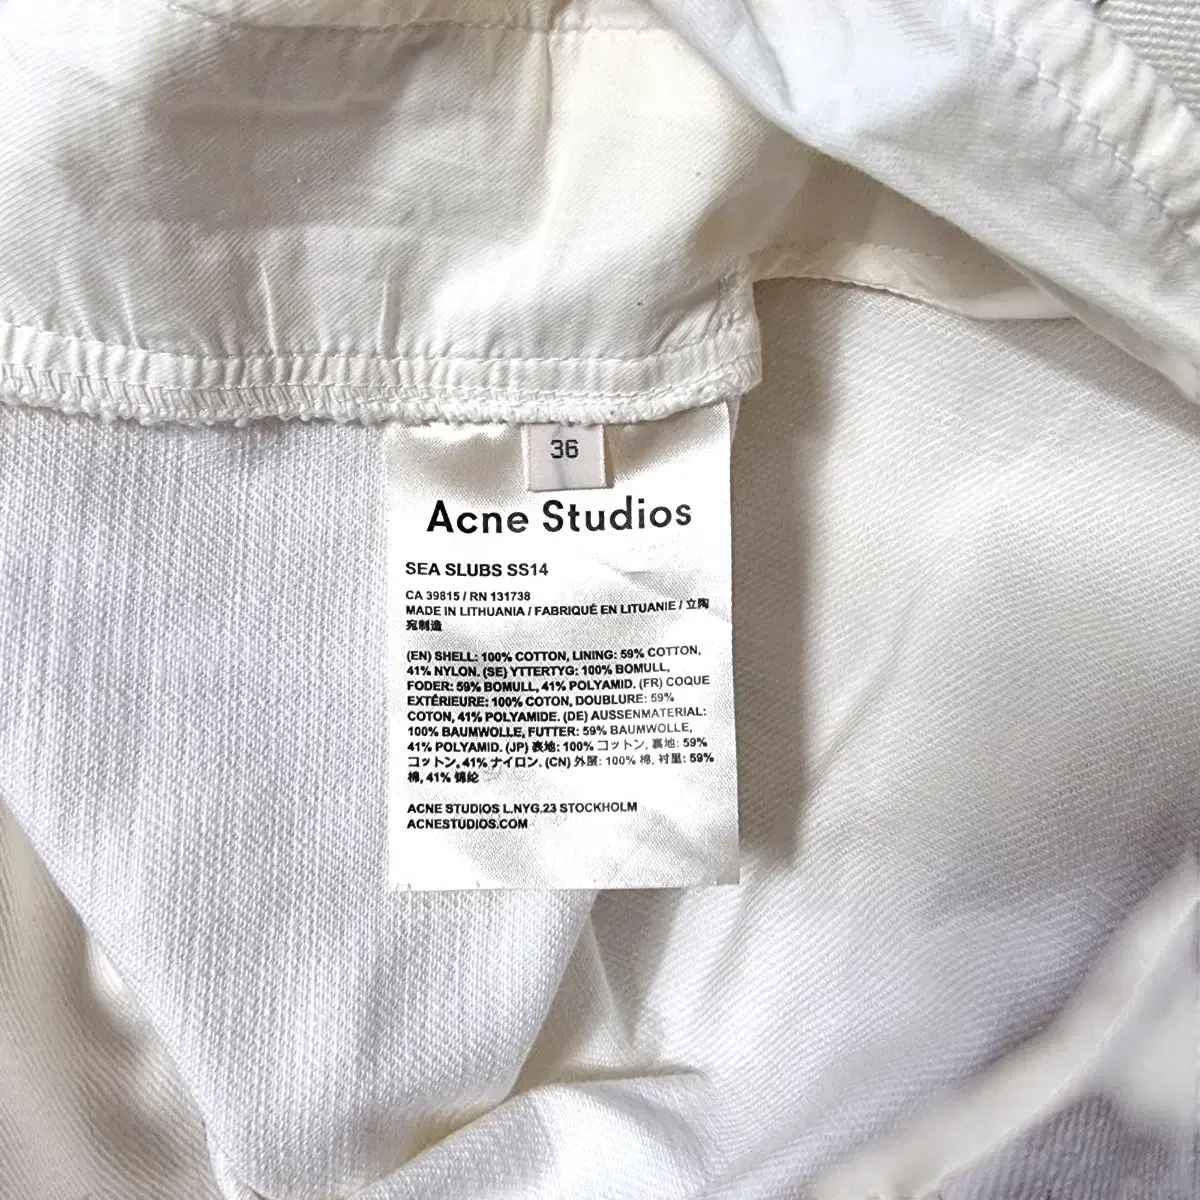 36
Acne Studios
SEA SLUBS SS14
CA 39815 / RN 131738
MADE IN LITHUANIA / FABRIQUÉ EN LITUANIE / 立陶
宛制造
(EN) SHELL: 100% COTTON, LINING: 59% COTTON,
41% NYLON. (SE) YTTERTYG: 100% BOMULL,
FODER: 59% BOMULL, 41% POLYAMID. (FR) COQUE
EXTÉRIEURE: 100% COTON, DOUBLURE: 59%
COTON, 41% POLYAMIDE. (DE) AUSSENMATERIAL:
100% BAUMWOLLE, FUTTER: 59% BAUMWOLLE,
41% POLYAMID. (JP)表地: 100% コットン, 裏地: 59%
コットン, 41% ナイロン. (CN) 外层: 100% 棉, 衬里: 59%
棉, 41% 锦纶
ACNE STUDIOS L.NYG.23 STOCKHOLM
ACNESTUDIOS.COM